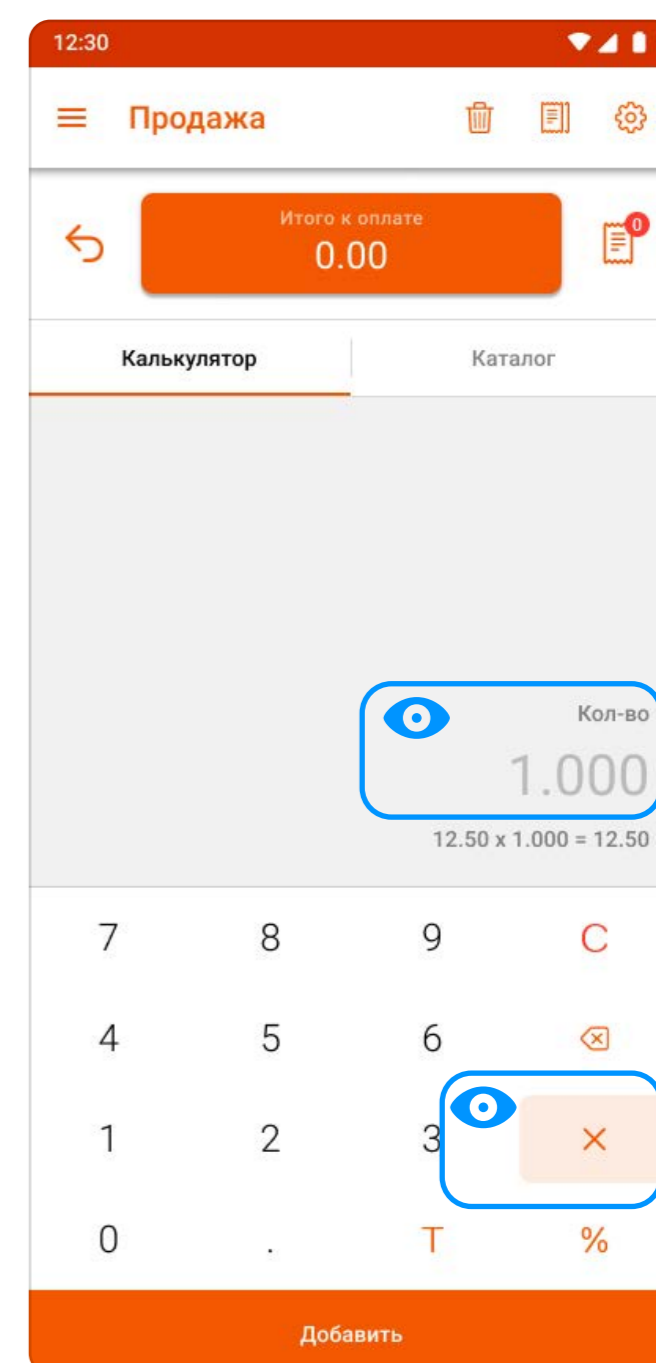 12:30
Продажа
Итого к оплате
0.00
0
Калькулятор Каталог
Кол-во
1.000
12.50 x 1.000 = 12.50
7 8 9 C
4 5 6
1 2 3 ×
0 . T %
Добавить